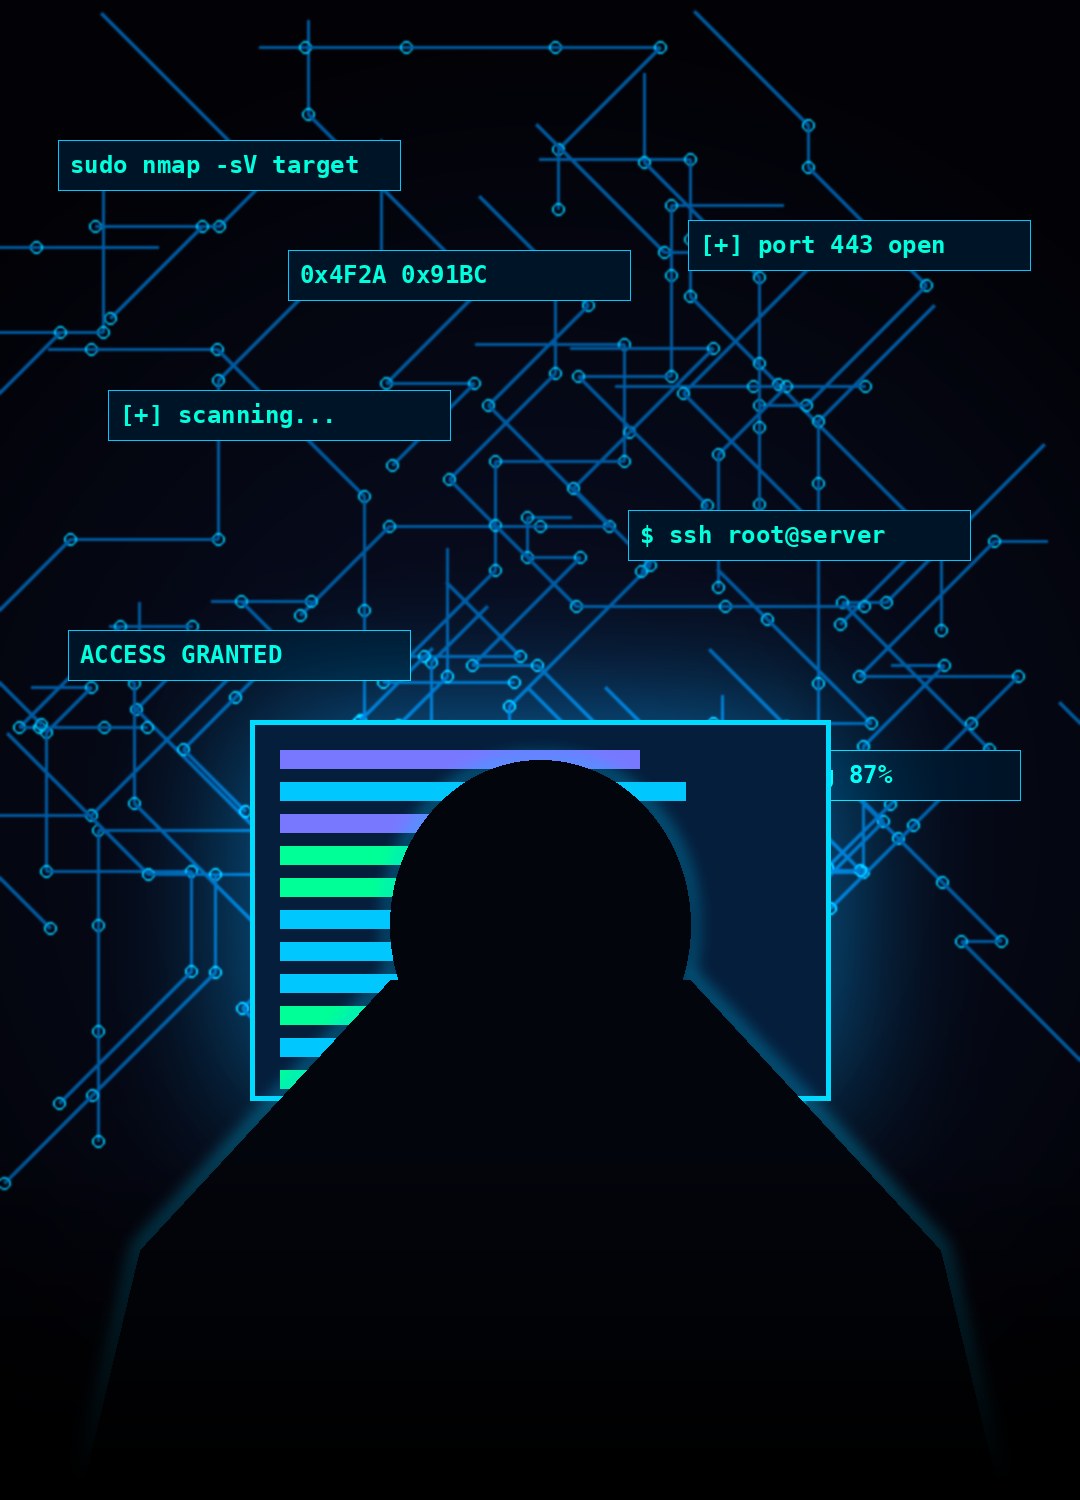 sudo nmap -sV target
[+] port 443 open
0x4F2A 0x91BC
[+] scanning...
$ ssh root@server
ACCESS GRANTED
87%